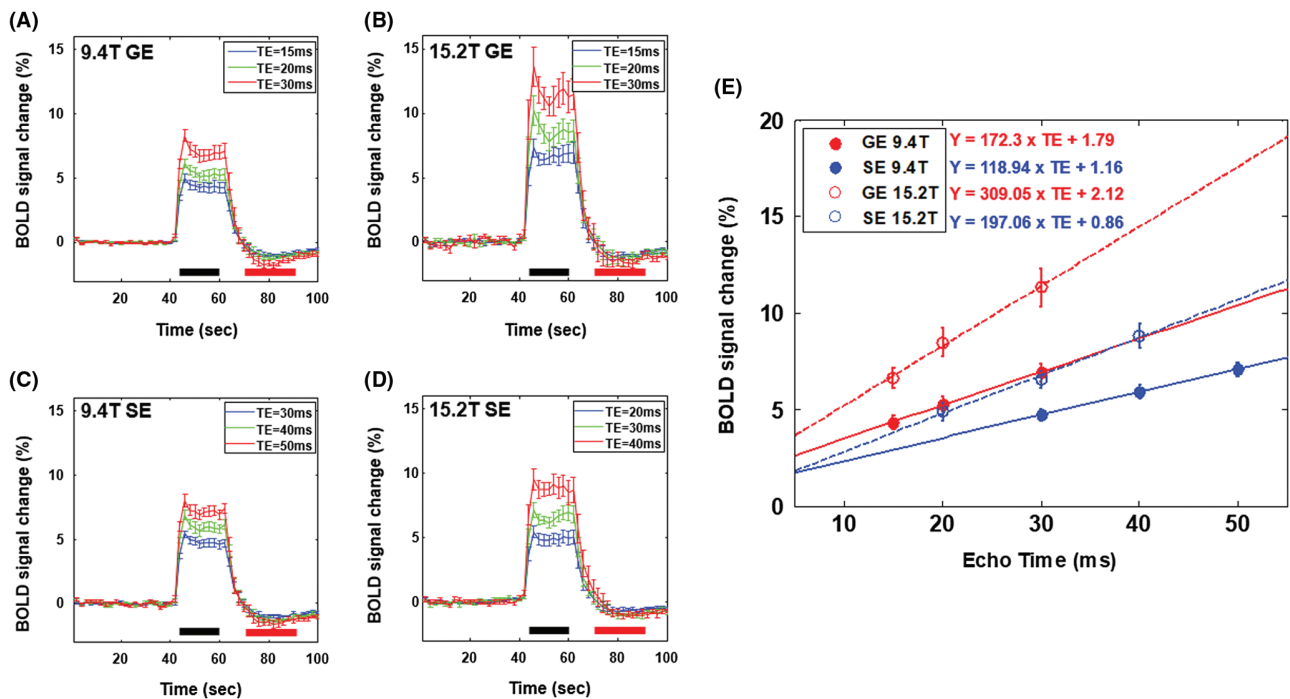 (A)
9.4T GE
TE=15ms
TE=20ms
TE=30ms
BOLD signal change (%)
15
10
5
0
20 40 60 80 100
Time (sec)
(B)
15.2T GE
TE=15ms
TE=20ms
TE=30ms
BOLD signal change (%)
15
10
5
0
20 40 60 80 100
Time (sec)
(C)
9.4T SE
TE=30ms
TE=40ms
TE=50ms
BOLD signal change (%)
15
10
5
0
20 40 60 80 100
Time (sec)
(D)
15.2T SE
TE=20ms
TE=30ms
TE=40ms
BOLD signal change (%)
15
10
5
0
20 40 60 80 100
Time (sec)
(E)
GE 9.4T Y = 172.3 x TE + 1.79
SE 9.4T Y = 118.94 x TE + 1.16
GE 15.2T Y = 309.05 x TE + 2.12
SE 15.2T Y = 197.06 x TE + 0.86
BOLD signal change (%)
20
15
10
5
0
10 20 30 40 50
Echo Time (ms)